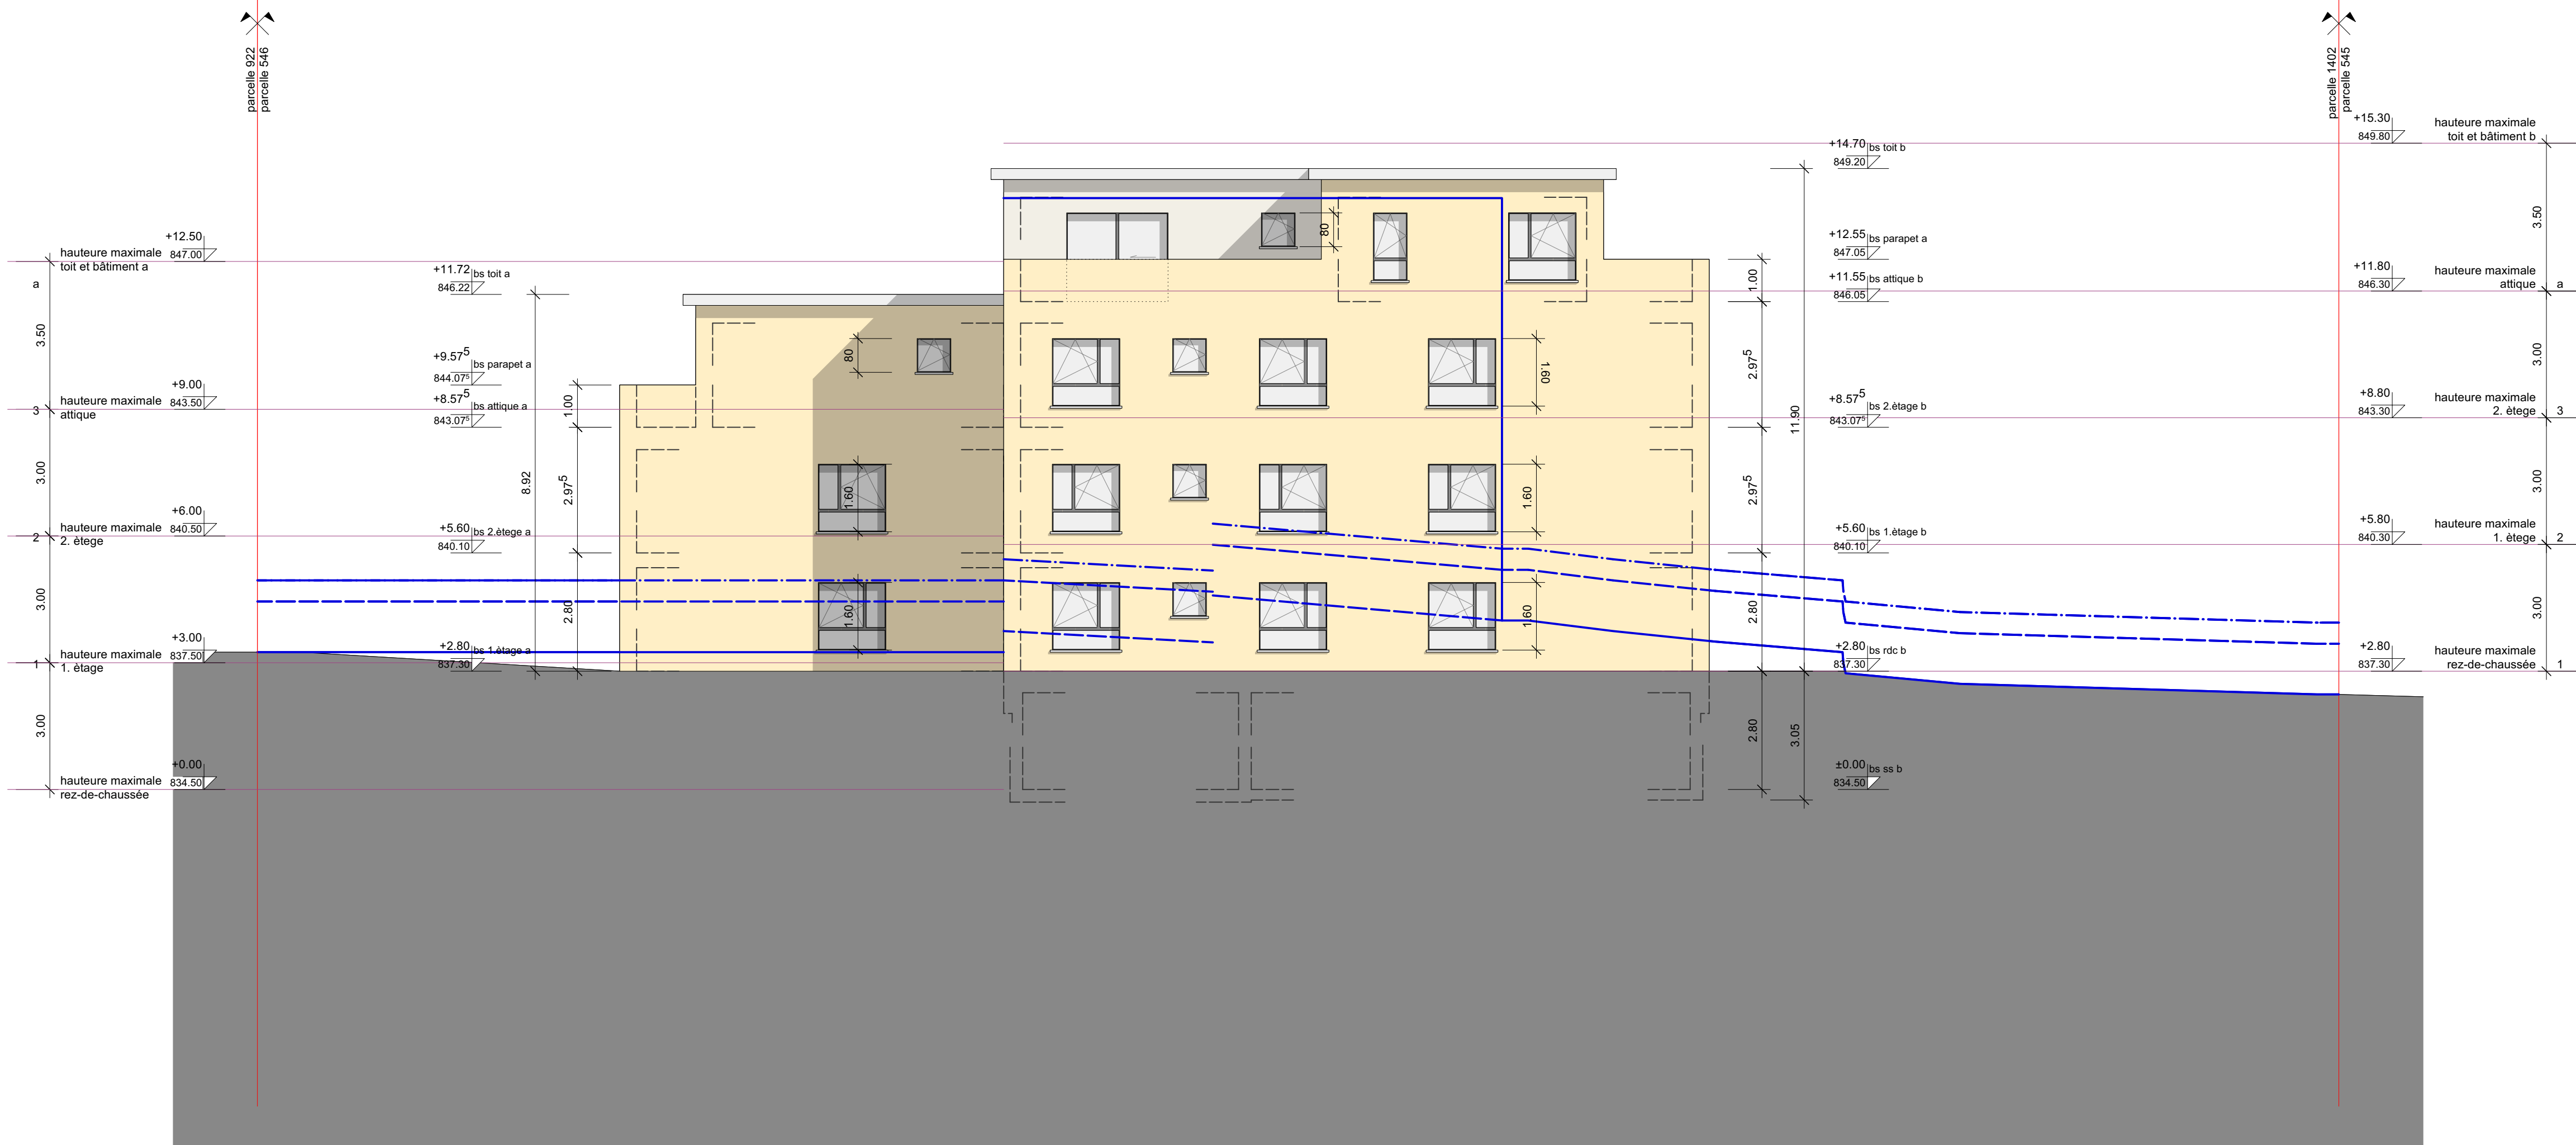 parcelle 922
parcelle 546
parcelle 1402
parcelle 545
+12.50
847.00
hauteure maximale
toit et bâtiment a
a
3.50
+9.00
843.50
hauteure maximale
attique
3
3.00
+6.00
840.50
hauteure maximale
2. ètege
2
3.00
+3.00
837.50
hauteure maximale
1. ètage
1
3.00
+0.00
834.50
hauteure maximale
rez-de-chaussée
+11.72
bs toit a
846.22
+9.57⁵
bs parapet a
844.07⁵
+8.57⁵
bs attique a
843.07⁵
+5.60
bs 2.ètege a
840.10
+2.80
bs 1.ètage a
837.30
8.92
1.00
2.97⁵
2.80
80
1.60
1.60
80
1.60
1.60
1.60
1.00
2.97⁵
2.97⁵
2.80
2.80
11.90
3.05
+14.70
bs toit b
849.20
+12.55
bs parapet a
847.05
+11.55
bs attique b
846.05
+8.57⁵
bs 2.ètage b
843.07⁵
+5.60
bs 1.ètage b
840.10
+2.80
bs rdc b
837.30
±0.00
bs ss b
834.50
+15.30
849.80
hauteure maximale
toit et bâtiment b
3.50
+11.80
846.30
hauteure maximale
attique
a
3.00
+8.80
843.30
hauteure maximale
2. ètege
3
3.00
+5.80
840.30
hauteure maximale
1. ètege
2
3.00
+2.80
837.30
hauteure maximale
rez-de-chaussée
1